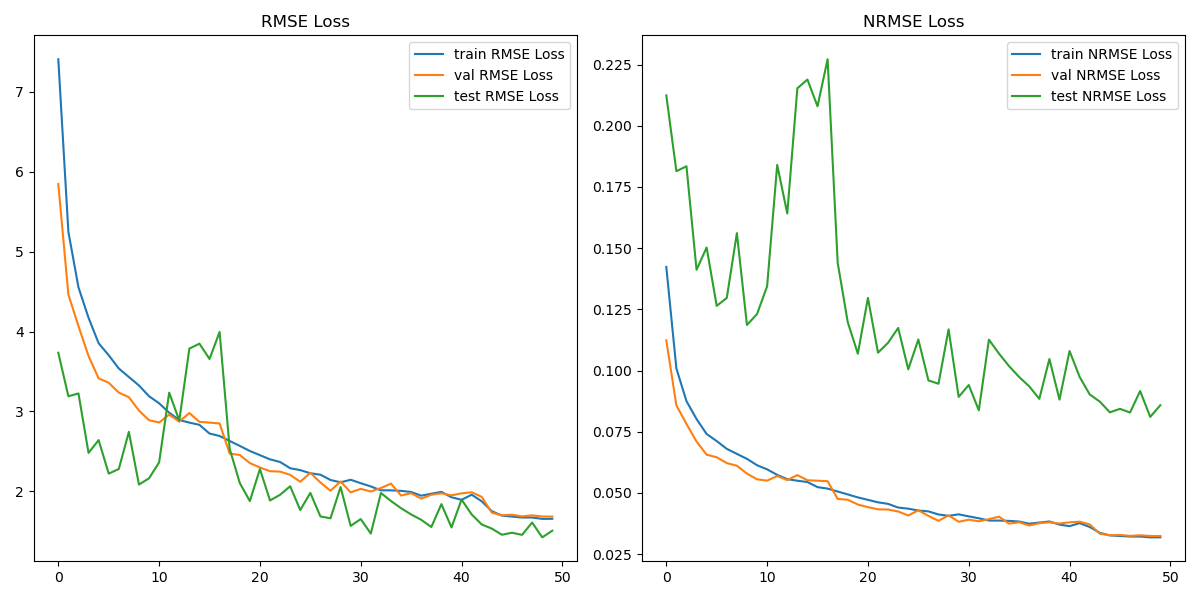 RMSE Loss
train RMSE Loss
val RMSE Loss
test RMSE Loss
7
6
5
4
3
2
0 10 20 30 40 50
NRMSE Loss
train NRMSE Loss
val NRMSE Loss
test NRMSE Loss
0.225
0.200
0.175
0.150
0.125
0.100
0.075
0.050
0.025
0 10 20 30 40 50